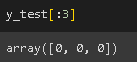 y_test[:3]
array([0, 0, 0])